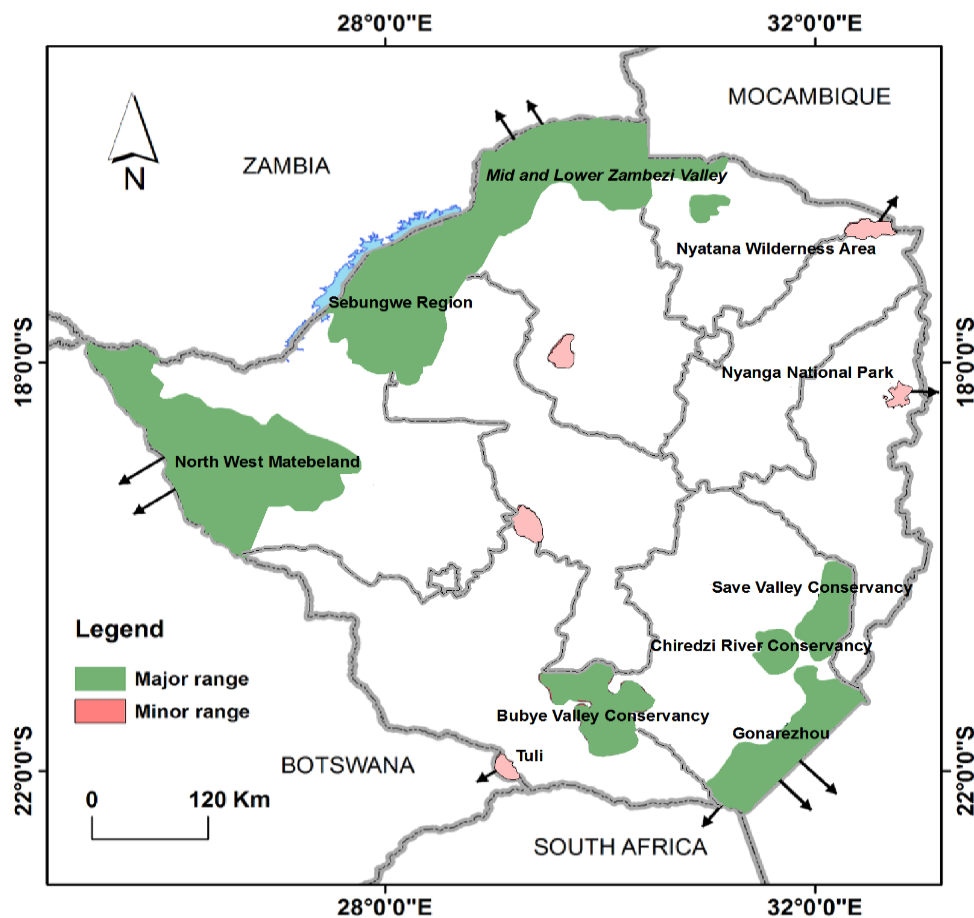 28°0'0"E
32°0'0"E
MOCAMBIQUE
ZAMBIA
N
Mid and Lower Zambezi Valley
Nyatana Wilderness Area
Sebungwe Region
18°0'0"S
18°0'0"S
Nyanga National Park
North West Matebeland
Save Valley Conservancy
Legend
Chiredzi River Conservancy
Major range
Minor range
Bubye Valley Conservancy
Gonarezhou
Tuli
BOTSWANA
22°0'0"S
22°0'0"S
0 120 Km
SOUTH AFRICA
28°0'0"E
32°0'0"E